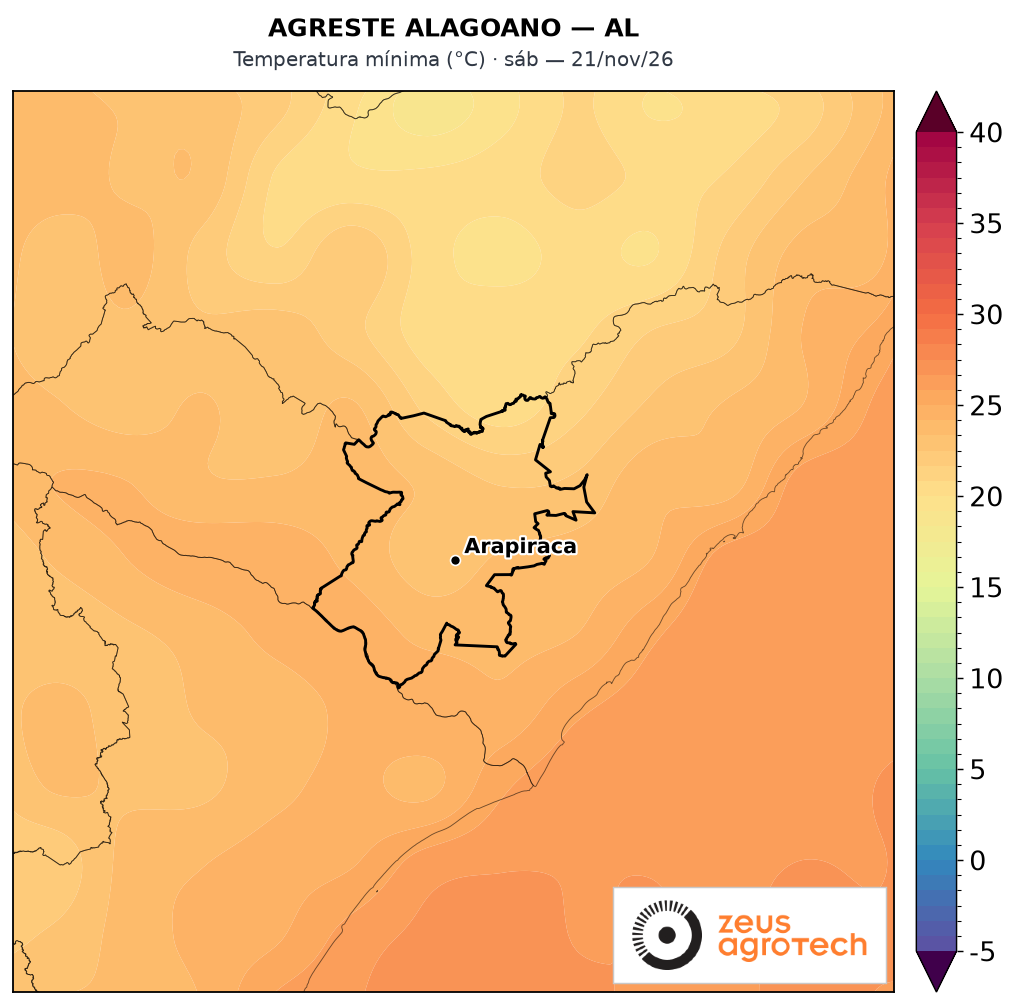 AGRESTE ALAGOANO — AL
Temperatura mínima (°C) · sáb — 21/nov/26
40
35
30
25
20
15
10
5
0
-5
Arapiraca
zeus
agrotech